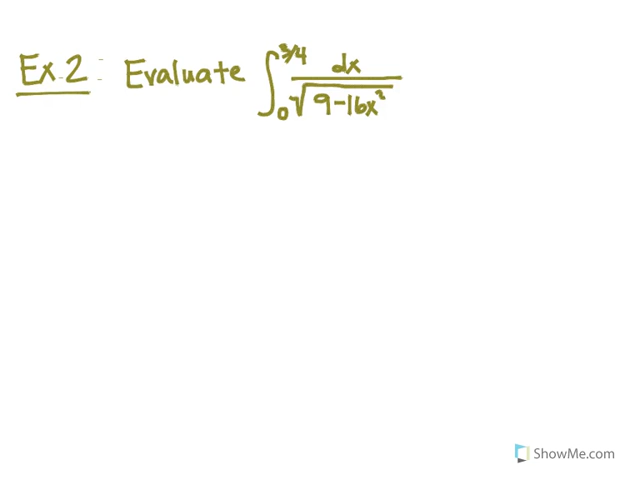 Ex. 2 : Evaluate ∫₀^{3/4} dx / √(9-16x²)
ShowMe.com